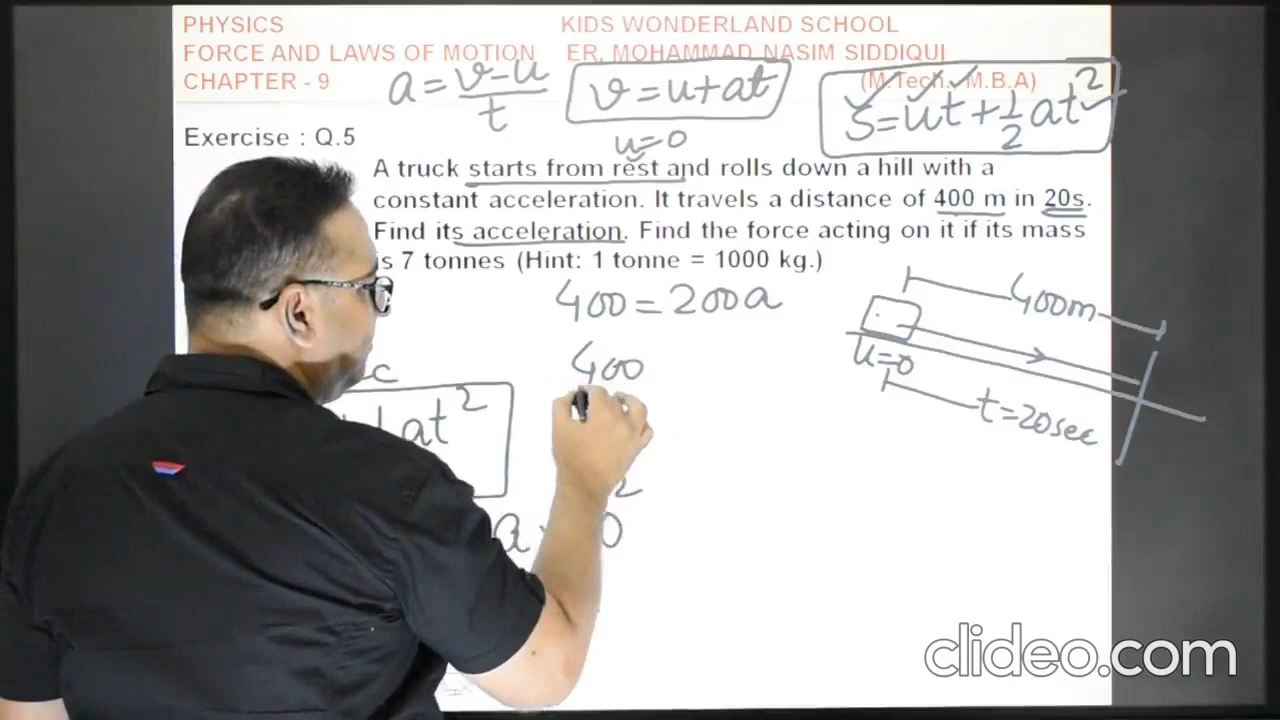 PHYSICS KIDS WONDERLAND SCHOOL
FORCE AND LAWS OF MOTION ER. MOHAMMAD NASIM SIDDIQUI
CHAPTER - 9 (M.Tech., M.B.A)
a = v-u/t
v = u+at
S = ut + 1/2 at²
Exercise : Q.5
u=0
A truck starts from rest and rolls down a hill with a
constant acceleration. It travels a distance of 400 m in 20s.
Find its acceleration. Find the force acting on it if its mass
is 7 tonnes (Hint: 1 tonne = 1000 kg.)
400 = 200a
400m
400
u=0
at²
t=20sec
2
a